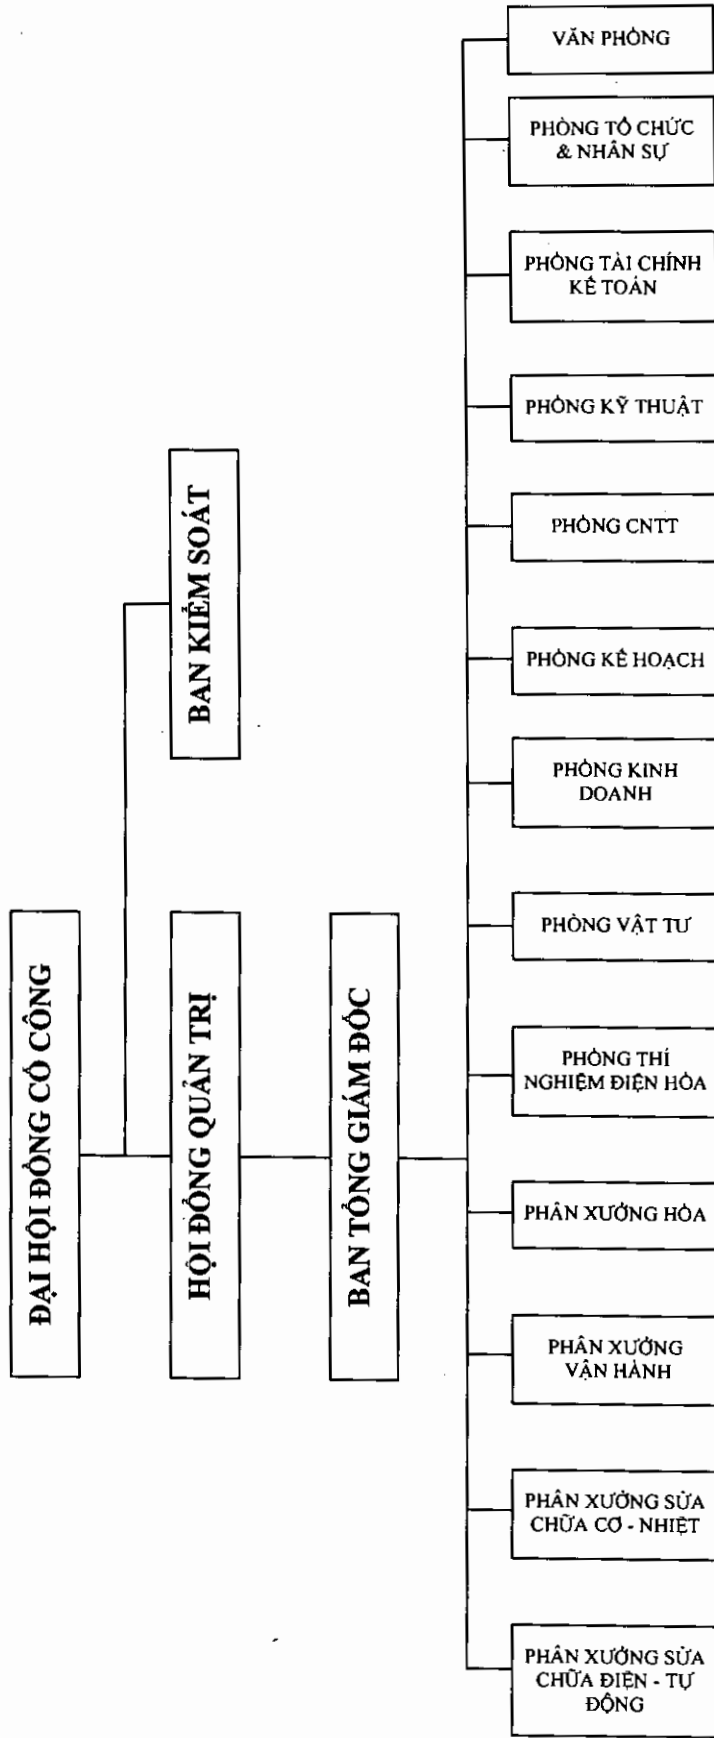 ĐẠI HỘI ĐỒNG CỔ CÔNG
HỘI ĐỒNG QUẢN TRỊ
BAN KIỂM SOÁT
BAN TỔNG GIÁM ĐỐC
VĂN PHÒNG
PHÒNG TỔ CHỨC
& NHÂN SỰ
PHÒNG TÀI CHÍNH
KẾ TOÁN
PHÒNG KỸ THUẬT
PHÒNG CNTT
PHÒNG KẾ HOẠCH
PHÒNG KINH
DOANH
PHÒNG VẬT TƯ
PHÒNG THÍ
NGHIỆM ĐIỆN HÓA
PHÂN XƯỞNG HÓA
PHÂN XƯỞNG
VẬN HÀNH
PHÂN XƯỞNG SỬA
CHỮA CƠ - NHIỆT
PHÂN XƯỞNG SỬA
CHỮA ĐIỆN - TỰ
ĐỘNG